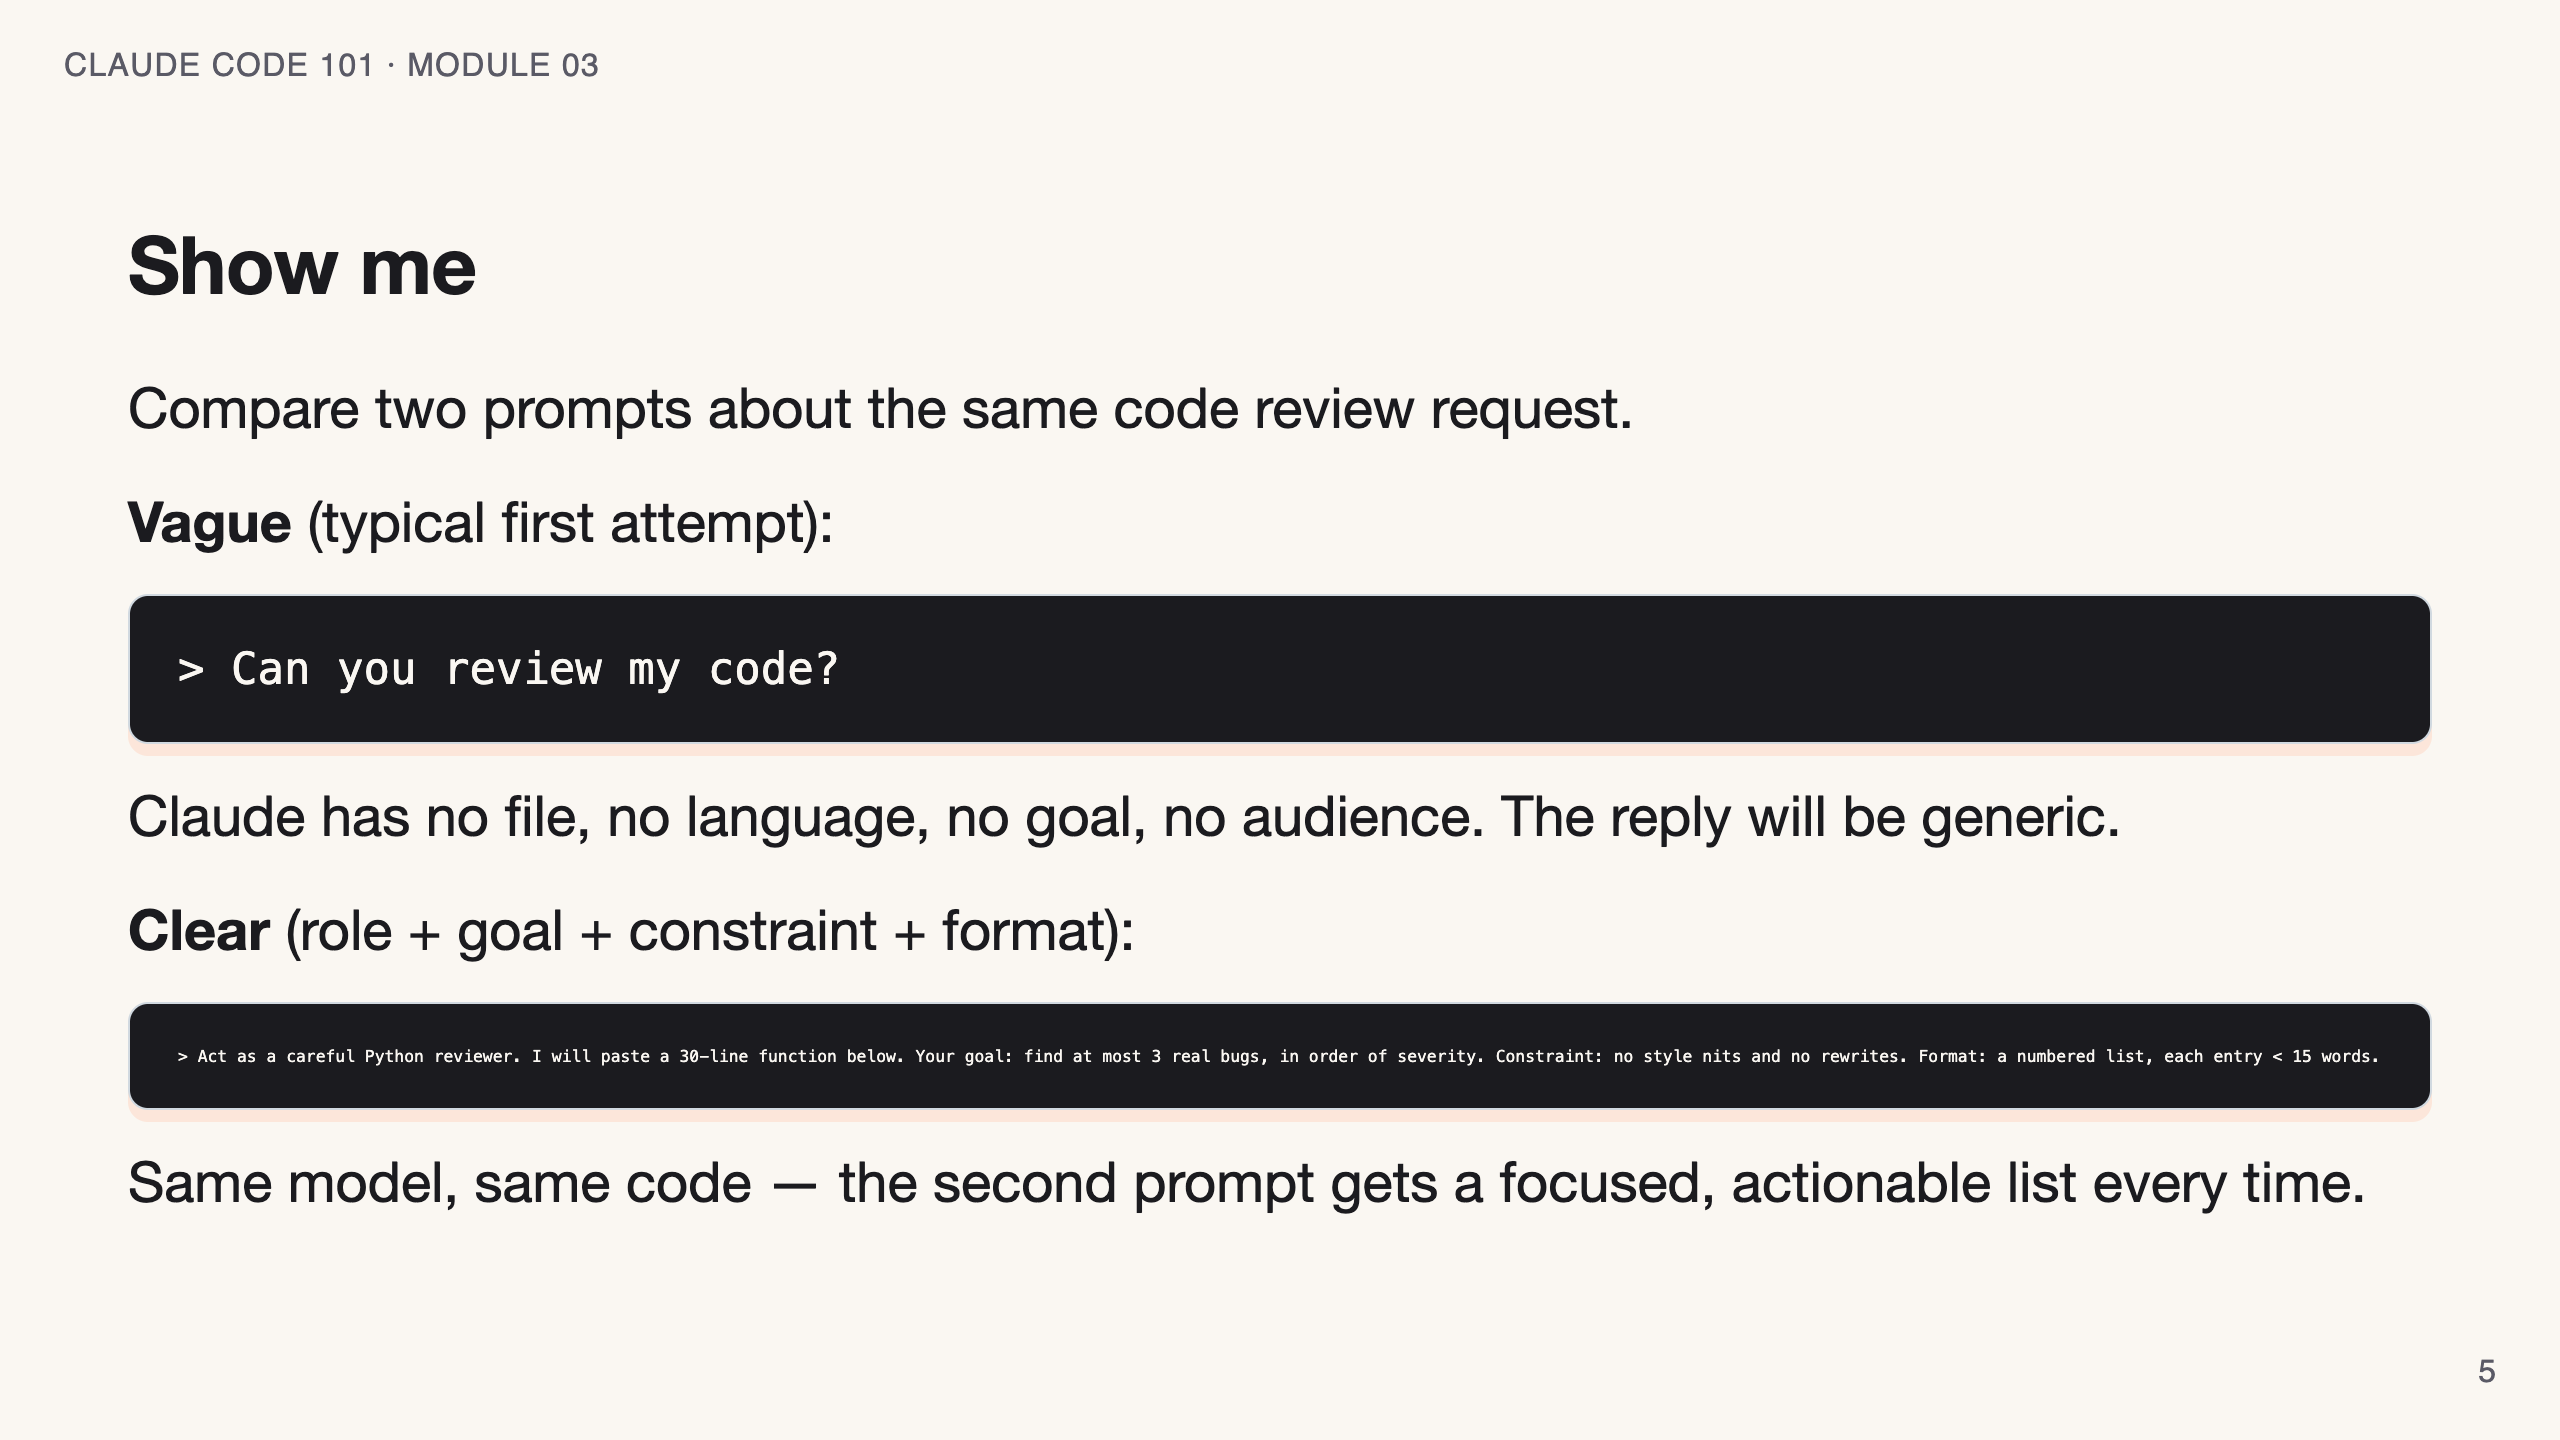 CLAUDE CODE 101 · MODULE 03
Show me
Compare two prompts about the same code review request.
Vague (typical first attempt):
> Can you review my code?
Claude has no file, no language, no goal, no audience. The reply will be generic.
Clear (role + goal + constraint + format):
> Act as a careful Python reviewer. I will paste a 30-line function below. Your goal: find at most 3 real bugs, in order of severity. Constraint: no style nits and no rewrites. Format: a numbered list, each entry < 15 words.
Same model, same code — the second prompt gets a focused, actionable list every time.
5